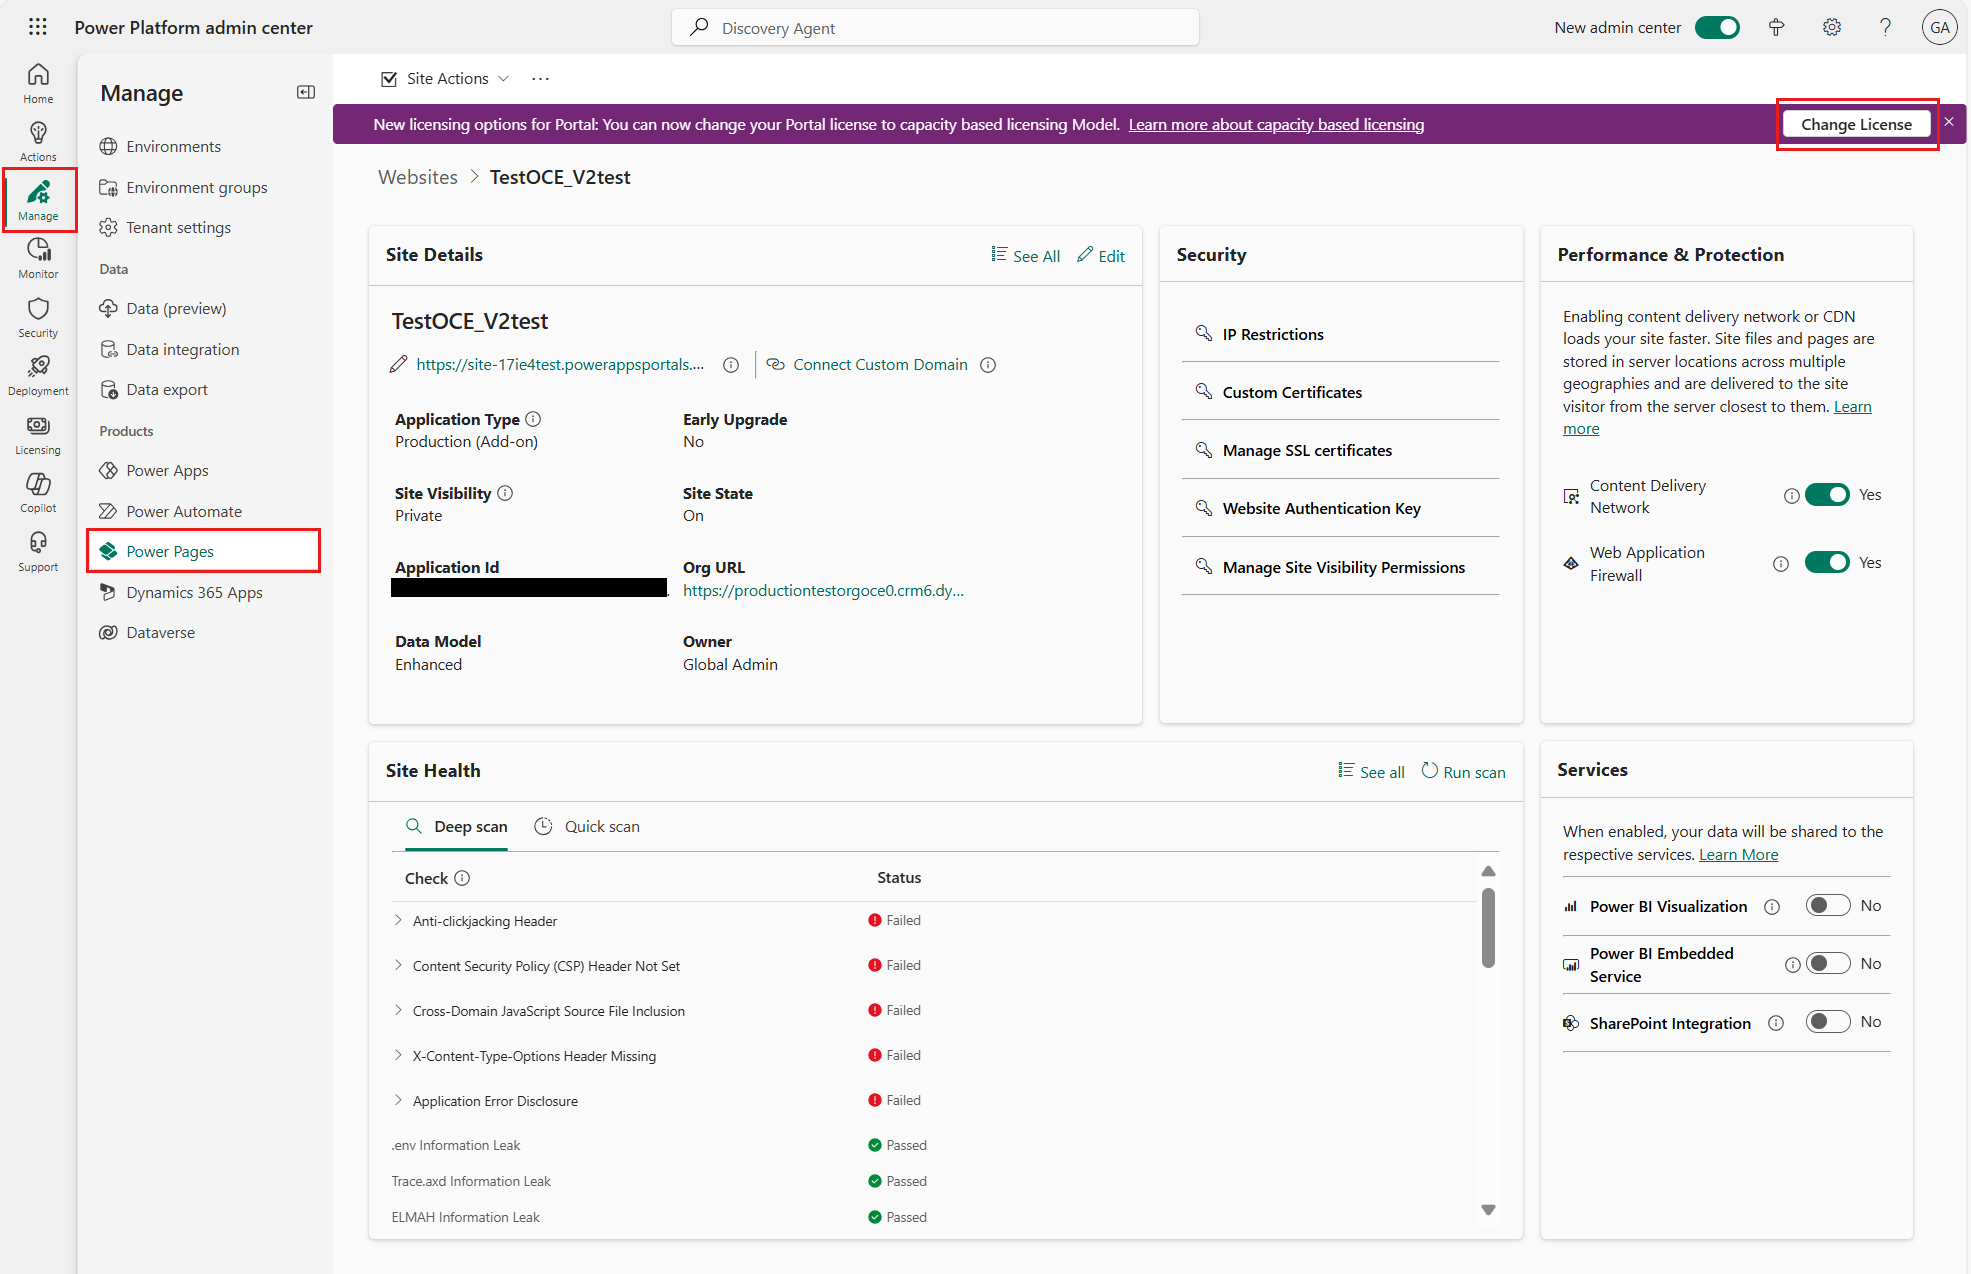 Power Platform admin center
Discovery Agent
New admin center
GA
Home
Actions
Manage
Monitor
Security
Deployment
Licensing
Copilot
Support
Manage
Environments
Environment groups
Tenant settings
Data
Data (preview)
Data integration
Data export
Products
Power Apps
Power Automate
Power Pages
Dynamics 365 Apps
Dataverse
Site Actions
New licensing options for Portal: You can now change your Portal license to capacity based licensing Model. Learn more about capacity based licensing
Change License
Websites > TestOCE_V2test
Site Details
See All
Edit
TestOCE_V2test
https://site-17ie4test.powerappsportals....
Connect Custom Domain
Application Type
Production (Add-on)
Early Upgrade
No
Site Visibility
Private
Site State
On
Application Id
Org URL
https://productiontestorgoce0.crm6.dy...
Data Model
Enhanced
Owner
Global Admin
Security
IP Restrictions
Custom Certificates
Manage SSL certificates
Website Authentication Key
Manage Site Visibility Permissions
Performance & Protection
Enabling content delivery network or CDN
loads your site faster. Site files and pages are
stored in server locations across multiple
geographies and are delivered to the site
visitor from the server closest to them. Learn
more
Content Delivery
Network
Yes
Web Application
Firewall
Yes
Site Health
See all
Run scan
Deep scan
Quick scan
Check
Status
Anti-clickjacking Header
Failed
Content Security Policy (CSP) Header Not Set
Failed
Cross-Domain JavaScript Source File Inclusion
Failed
X-Content-Type-Options Header Missing
Failed
Application Error Disclosure
Failed
.env Information Leak
Passed
Trace.axd Information Leak
Passed
ELMAH Information Leak
Passed
Services
When enabled, your data will be shared to the
respective services. Learn More
Power BI Visualization
No
Power BI Embedded
Service
No
SharePoint Integration
No